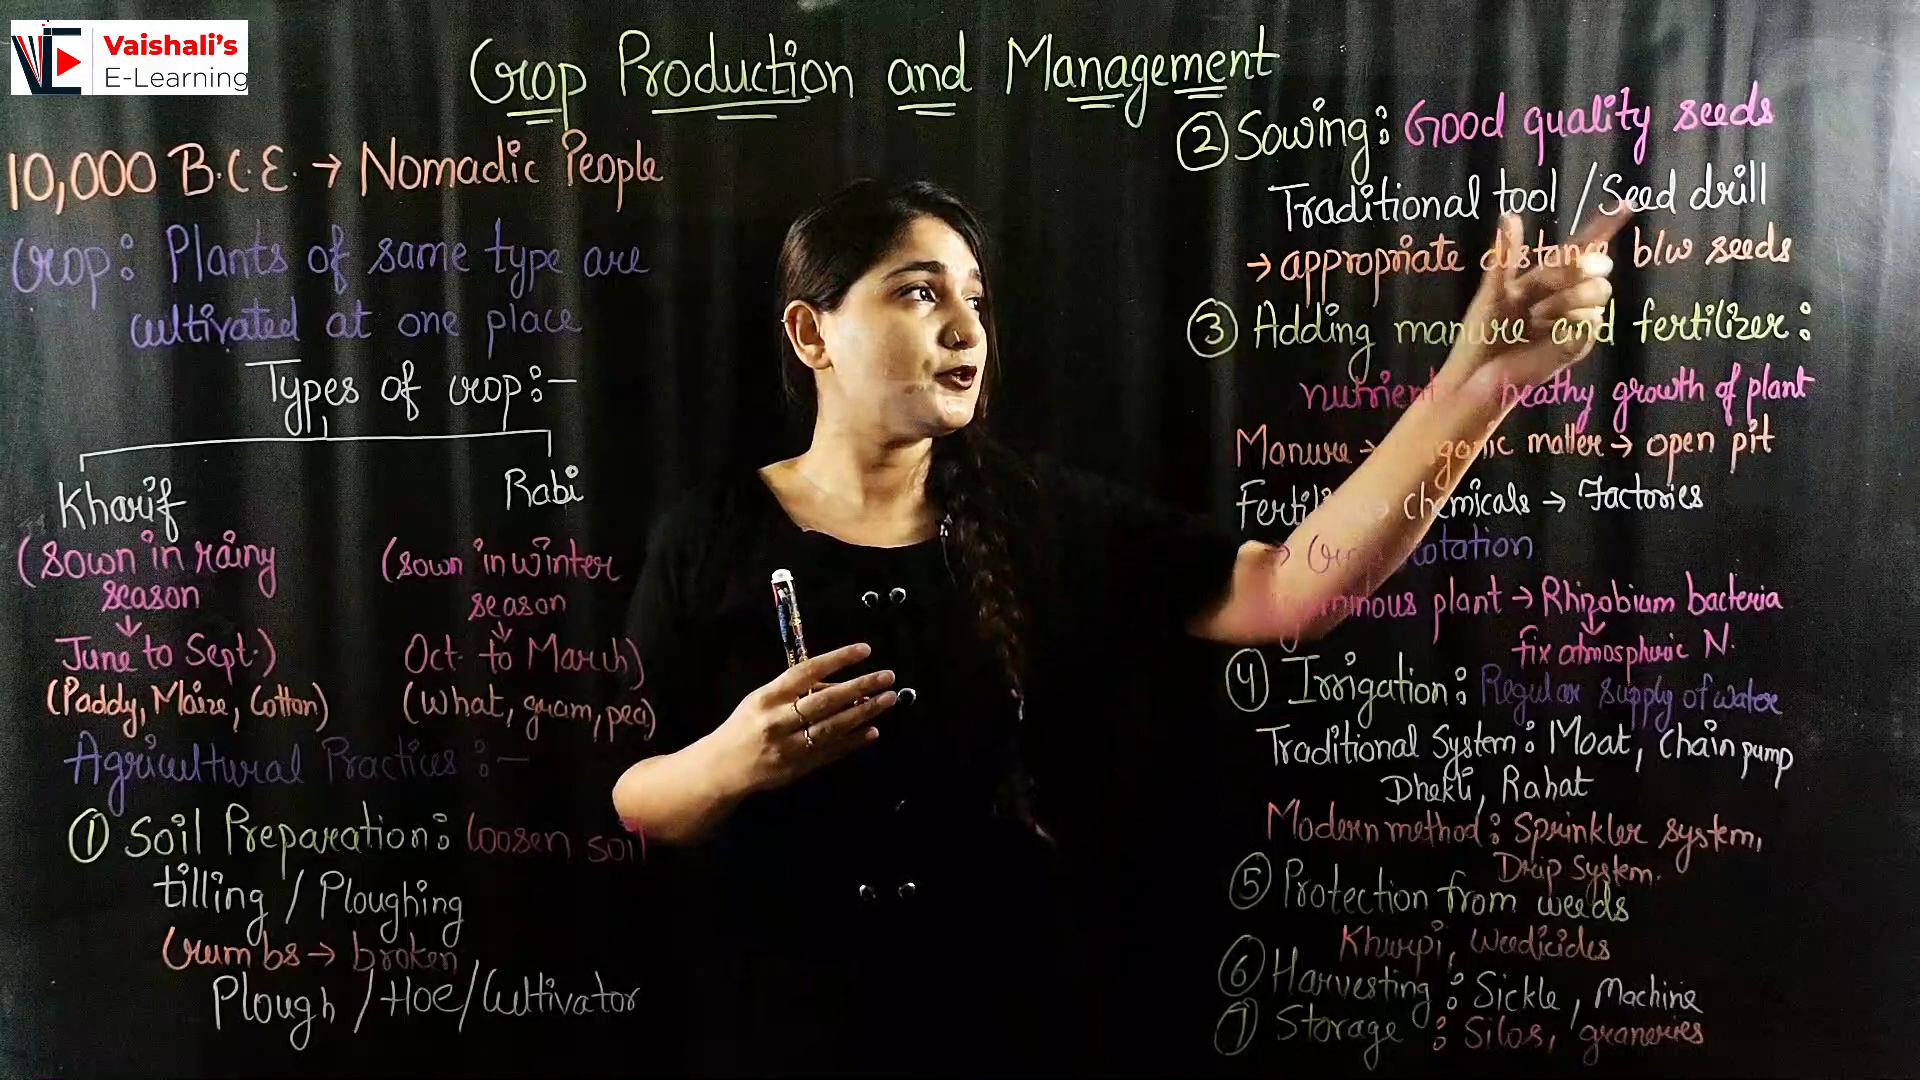 Vaishali's
E-Learning
Crop Production and Management
10,000 B.C.E. → Nomadic People
Crop: Plants of same type are
cultivated at one place
Types of crop:-
Kharif
(sown in rainy
season
↓
June to Sept.)
(Paddy, Maize, Cotton)
Rabi
(sown in winter
season
↓
Oct. to March)
(What, gram, pea)
Agricultural Practices :-
① Soil Preparation: loosen soil
tilling / Ploughing
Crumbs → broken
Plough / Hoe / Cultivator
② Sowing: Good quality seeds
Traditional tool / Seed drill
→ appropriate distance b/w seeds
③ Adding manure and fertilizer:
heathy growth of plant
Manure → matter → open pit
chemicals → Factories
→ rotation
plant → Rhizobium bacteria
↓
fix atmospheric N.
④ Irrigation: Regular supply of water
Traditional System: Moat, Chain pump
Dhekli, Rahat
Modern method: Sprinkler system,
Drip System.
⑤ Protection from weeds
Khurpi, Weedicides
⑥ Harvesting : Sickle, Machine
⑦ Storage : Silos, graneries